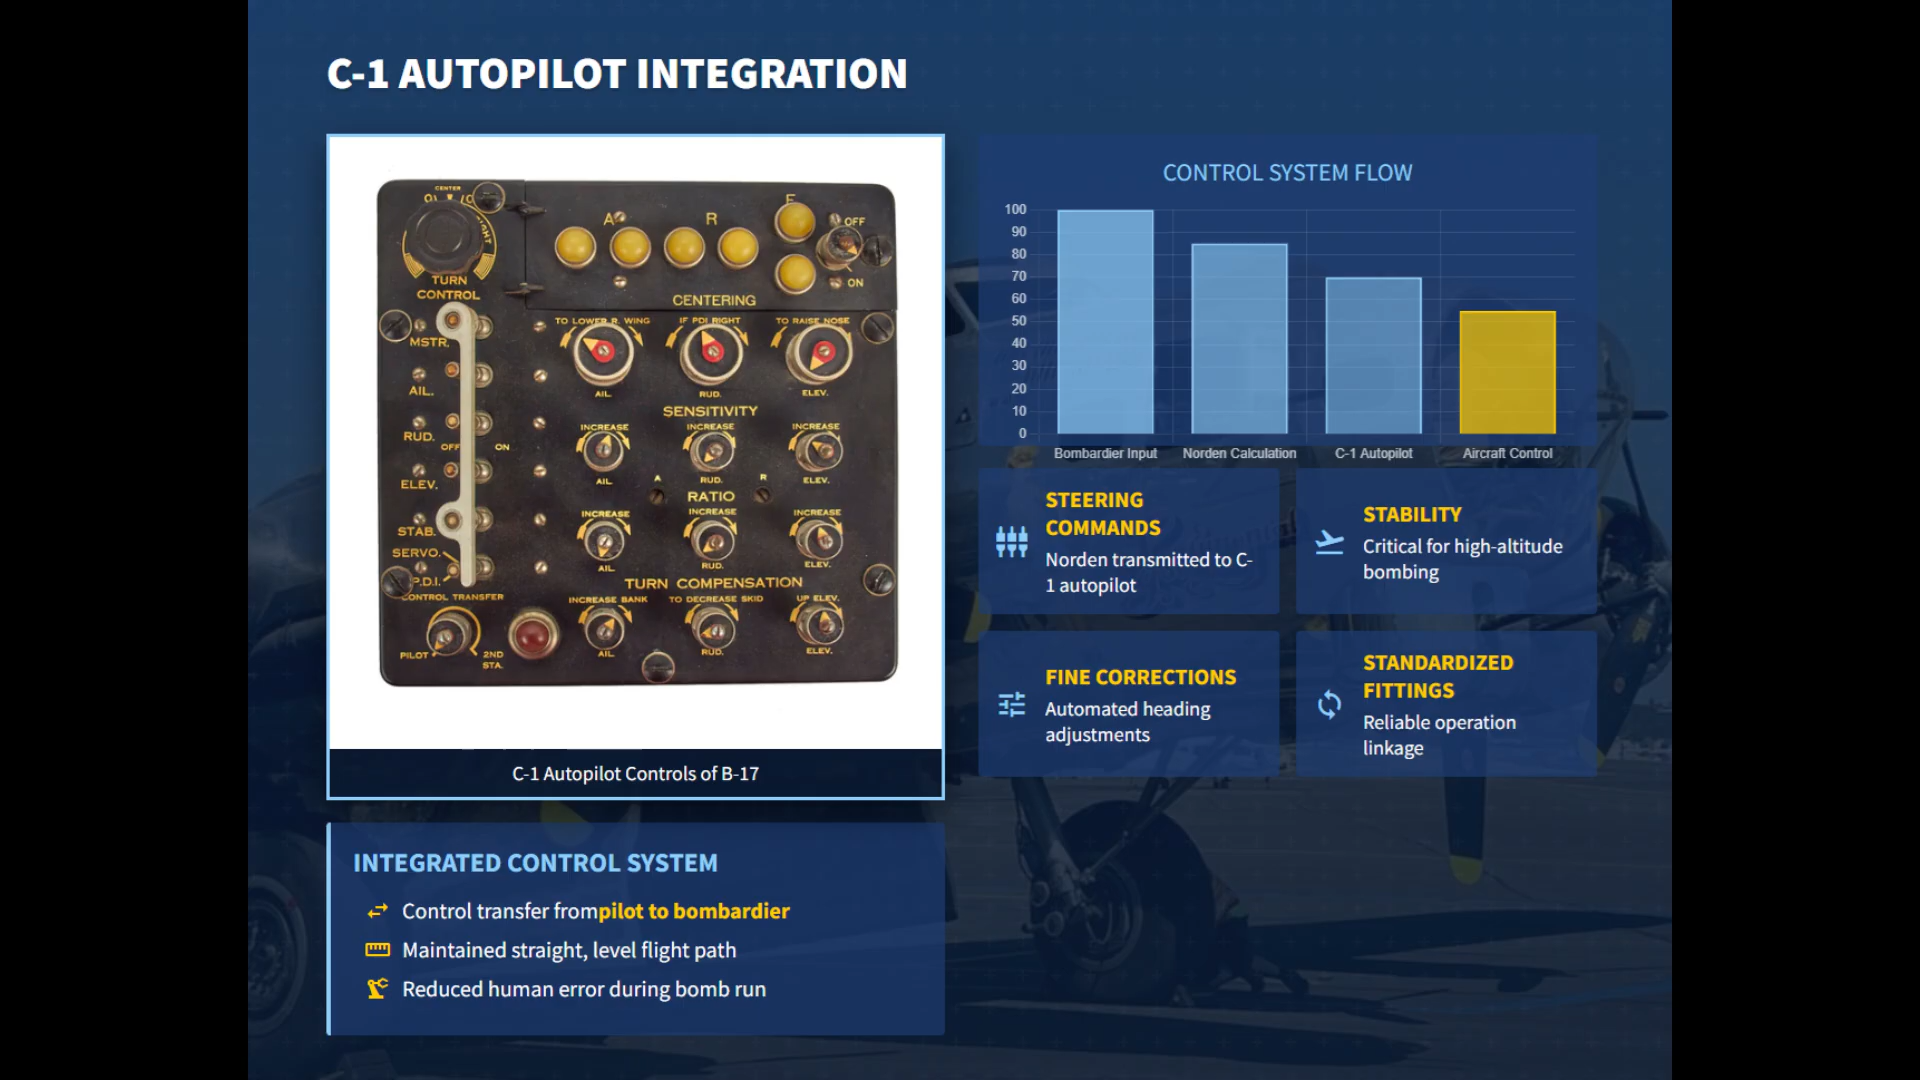 C-1 AUTOPILOT INTEGRATION
CENTER
TURN
CONTROL
A
R
E
OFF
ON
CENTERING
TO LOWER R. WING
IF PDI RIGHT
TO RAISE NOSE
AIL.
RUD.
ELEV.
MSTR.
AIL.
RUD.
OFF
ON
ELEV.
STAB.
SERVO.
P.D.I.
SENSITIVITY
INCREASE
INCREASE
INCREASE
AIL.
RUD.
ELEV.
A
R
RATIO
INCREASE
INCREASE
INCREASE
AIL.
RUD.
ELEV.
TURN COMPENSATION
INCREASE BANK
TO DECREASE SKID
UP ELEV.
AIL.
RUD.
ELEV.
CONTROL TRANSFER
PILOT
2ND
STA.
C-1 Autopilot Controls of B-17
INTEGRATED CONTROL SYSTEM
Control transfer frompilot to bombardier
Maintained straight, level flight path
Reduced human error during bomb run
CONTROL SYSTEM FLOW
100
90
80
70
60
50
40
30
20
10
0
Bombardier Input
Norden Calculation
C-1 Autopilot
Aircraft Control
STEERING
COMMANDS
Norden transmitted to C-
1 autopilot
STABILITY
Critical for high-altitude
bombing
FINE CORRECTIONS
Automated heading
adjustments
STANDARDIZED
FITTINGS
Reliable operation
linkage